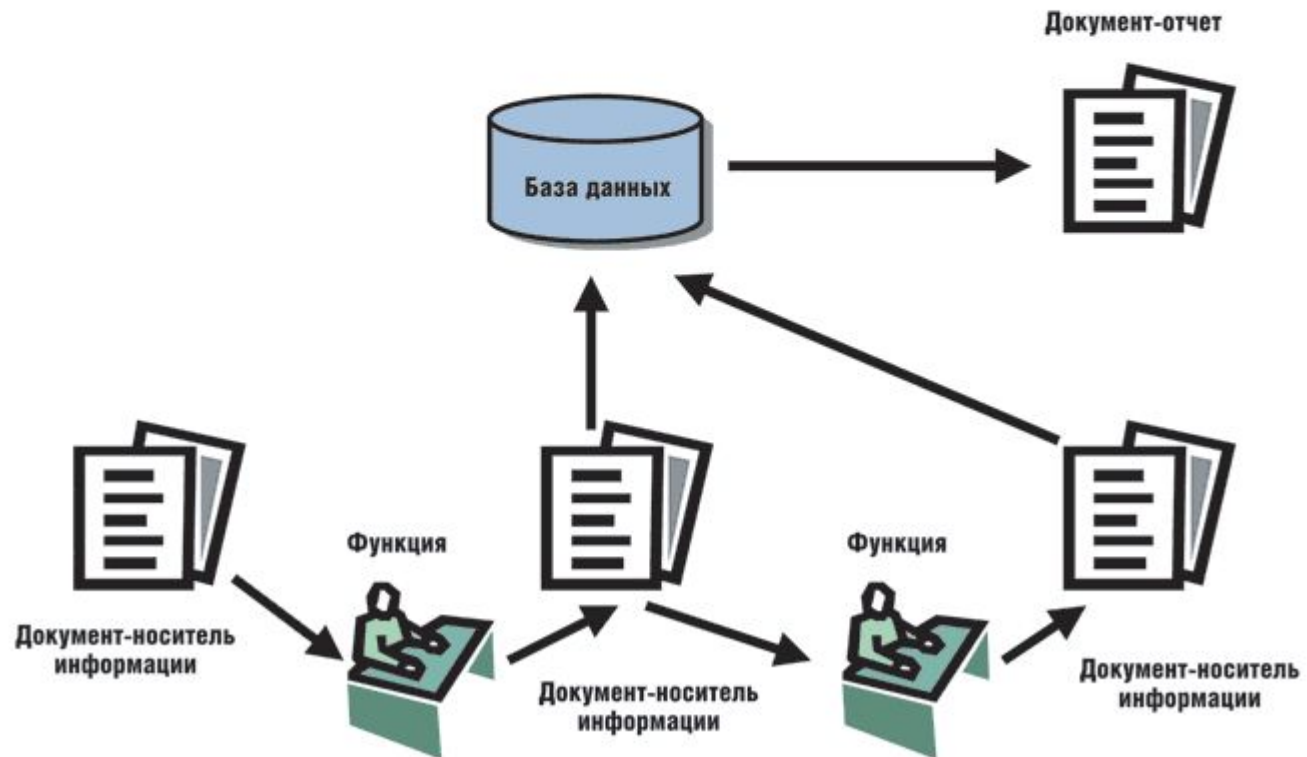 Документ-отчет
База данных
Функция
Функция
Документ-носитель
информации
Документ-носитель
информации
Документ-носитель
информации